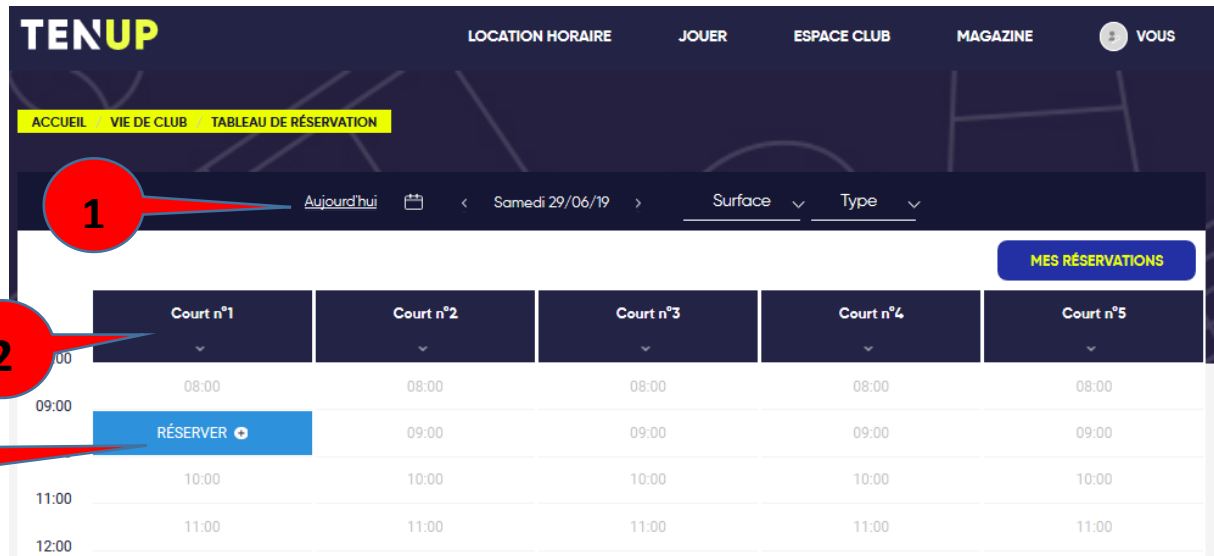 TENUP LOCATION HORAIRE JOUER ESPACE CLUB MAGAZINE VOUS
ACCUEIL / VIE DE CLUB / TABLEAU DE RÉSERVATION
1 Aujourd'hui < Samedi 29/06/19 > Surface Type
MES RÉSERVATIONS
Court n°1 Court n°2 Court n°3 Court n°4 Court n°5
2 :00
08:00 08:00 08:00 08:00 08:00
09:00
RÉSERVER 09:00 09:00 09:00 09:00
10:00 10:00 10:00 10:00 10:00
11:00
11:00 11:00 11:00 11:00 11:00
12:00